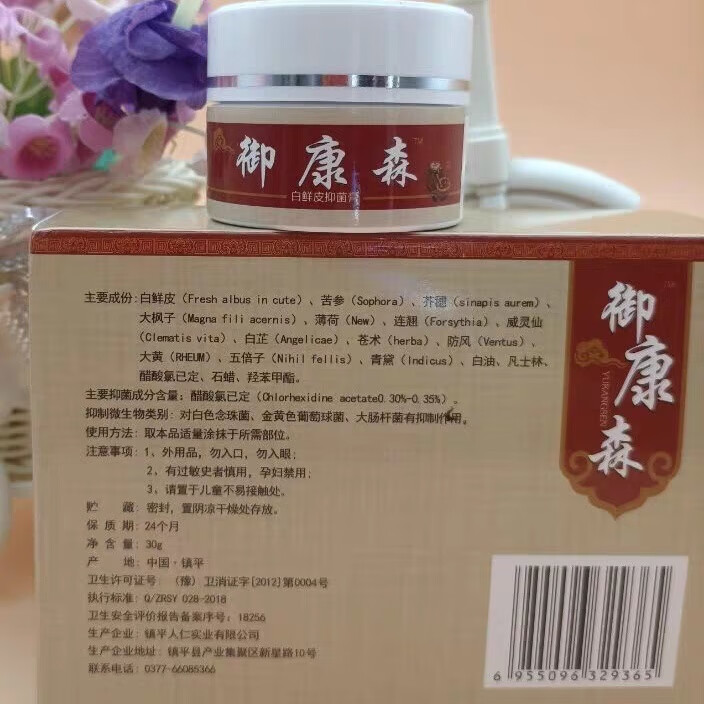 御康森™
白鲜皮抑菌膏
主要成份:白鲜皮（Fresh albus in cute）、苦参（Sophora）、芥穗（sinapis aurem）、
大枫子（Magna fili acernis）、薄荷（New）、连翘（Forsythia）、威灵仙
（Clematis vita）、白芷（Angelicae）、苍术（herba）、防风（Ventus）、
大黄（RHEUM）、五倍子（Nihil fellis）、青黛（Indicus）、白油、凡士林、
醋酸氯已定、石蜡、羟苯甲酯。
主要抑菌成分含量：醋酸氯已定（Chlorhexidine acetate0.30%-0.35%）。
抑制微生物类别：对白色念珠菌、金黄色葡萄球菌、大肠杆菌有抑制作用。
使用方法：取本品适量涂抹于所需部位。
注意事项：1、外用品，勿入口，勿入眼；
2、有过敏史者慎用，孕妇禁用；
3、请置于儿童不易接触处。
贮　藏：密封，置阴凉干燥处存放。
保 质 期：24个月
净 含 量：30g
产　地：中国·镇平
卫生许可证号：（豫）卫消证字[2012]第0004号
执行标准：Q/ZRSY 028-2018
卫生安全评价报告备案序号：18256
生产企业：镇平人仁实业有限公司
生产企业地址：镇平县产业集聚区新星路10号
联系电话：0377-66085366
御康森
YUKANGSEN
6 955096 329365